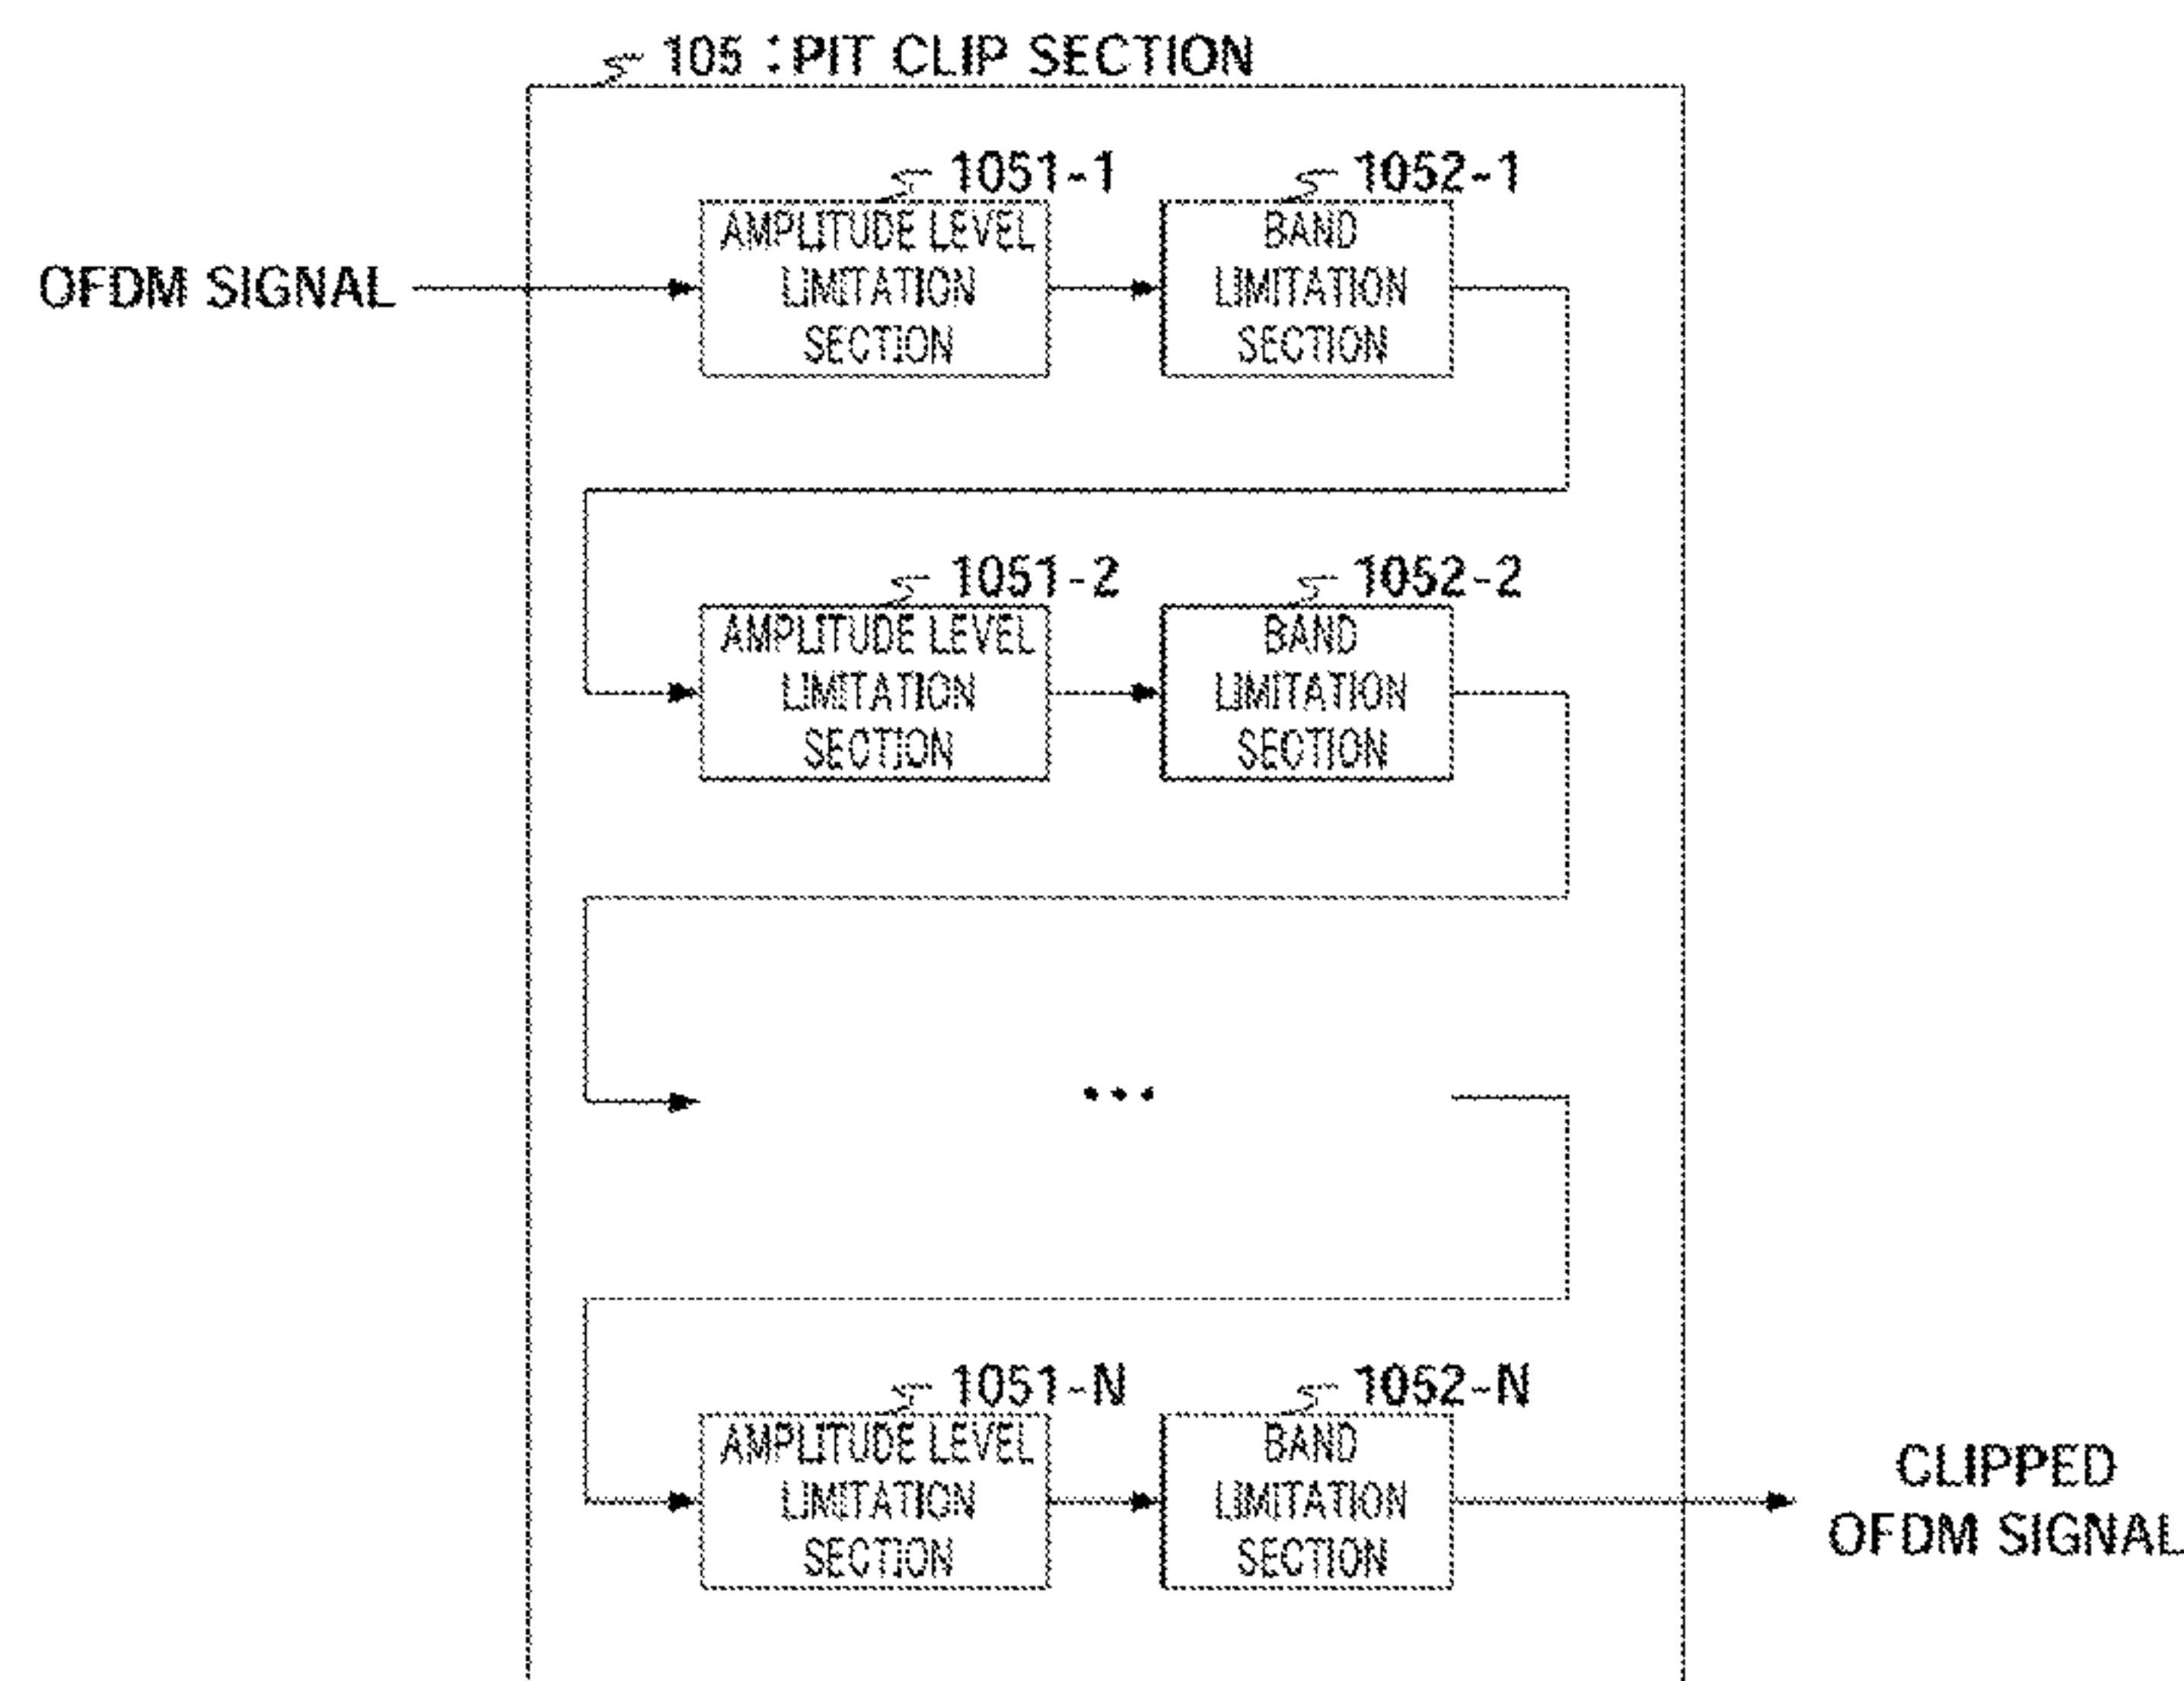 105 : PIT CLIP SECTION
1051-1
1052-1
OFDM SIGNAL
AMPLITUDE LEVEL
LIMITATION
SECTION
BAND
LIMITATION
SECTION
1051-2
1052-2
AMPLITUDE LEVEL
LIMITATION
SECTION
BAND
LIMITATION
SECTION
...
1051-N
1052-N
AMPLITUDE LEVEL
LIMITATION
SECTION
BAND
LIMITATION
SECTION
CLIPPED
OFDM SIGNAL